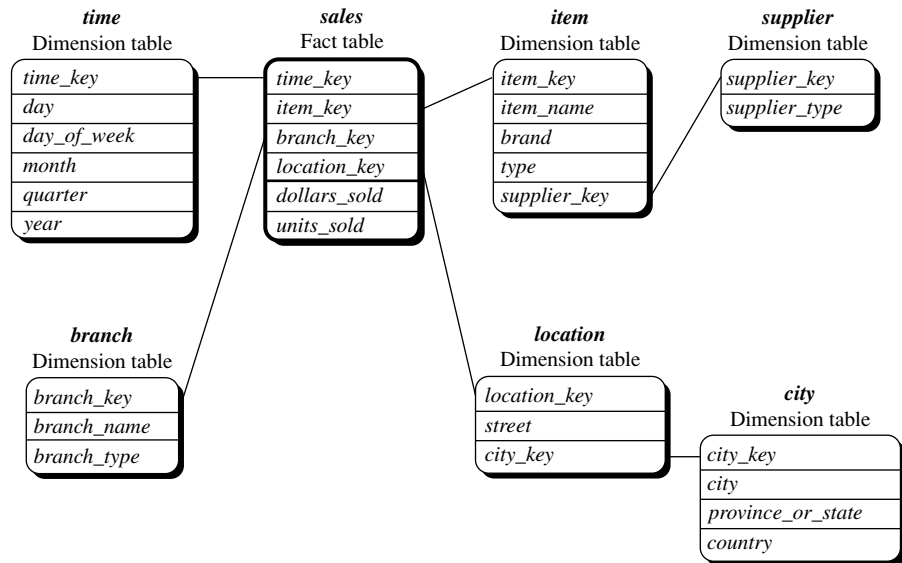 time
Dimension table
time_key
day
day_of_week
month
quarter
year
sales
Fact table
time_key
item_key
branch_key
location_key
dollars_sold
units_sold
item
Dimension table
item_key
item_name
brand
type
supplier_key
supplier
Dimension table
supplier_key
supplier_type
branch
Dimension table
branch_key
branch_name
branch_type
location
Dimension table
location_key
street
city_key
city
Dimension table
city_key
city
province_or_state
country